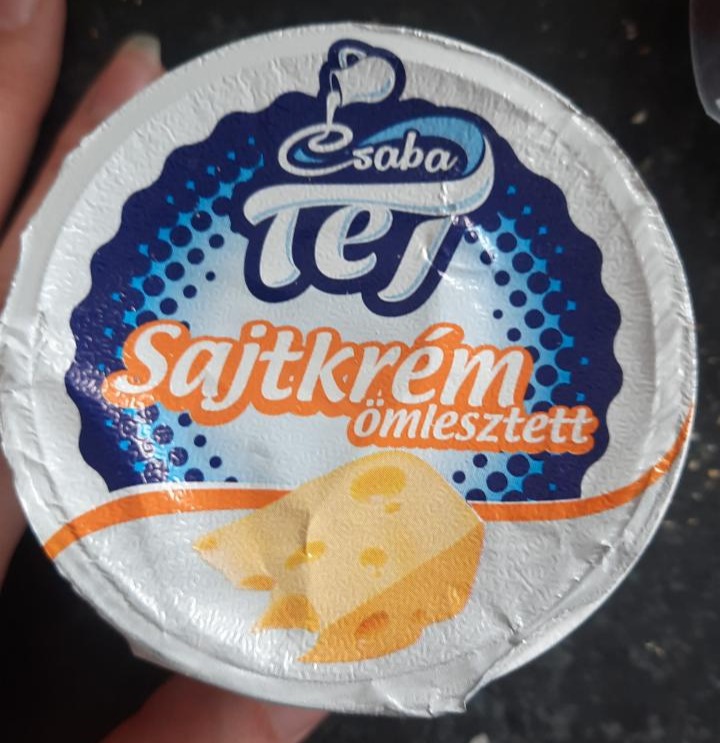 Csaba
Tej
Sajtkrém
ömlesztett